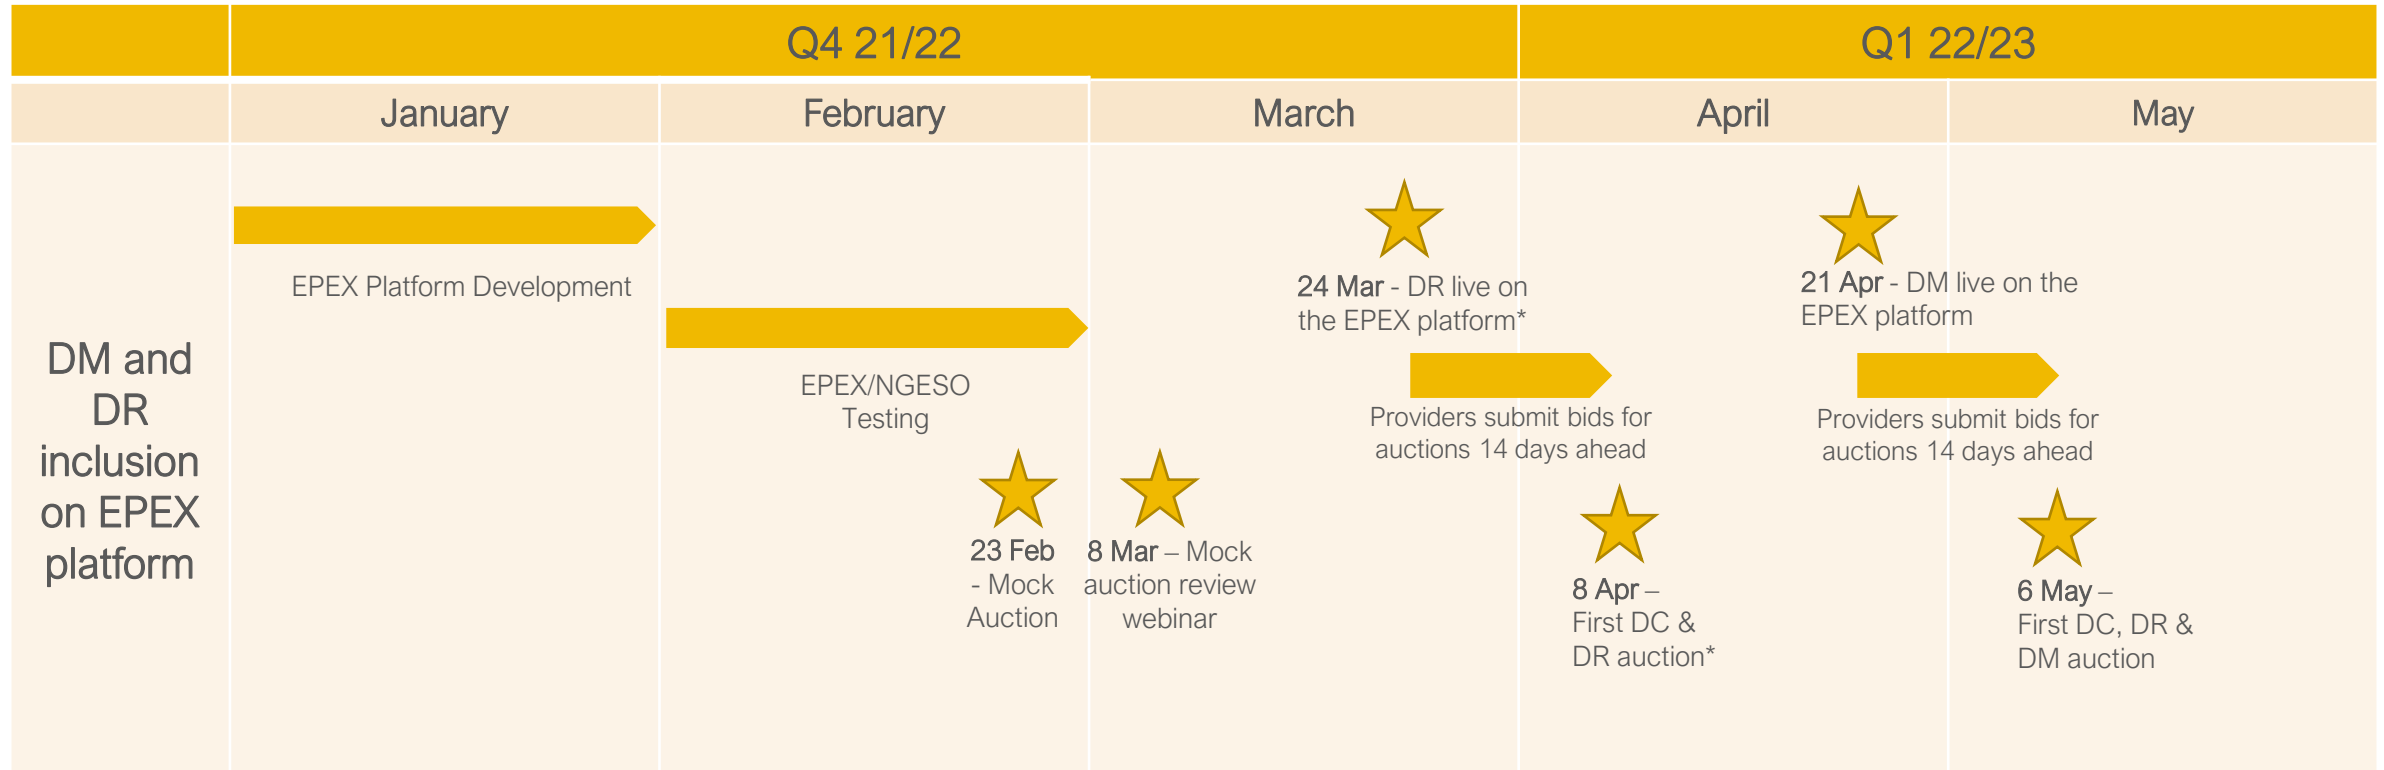 Q4 21/22
Q1 22/23
January
February
March
April
May
DM and
DR
inclusion
on EPEX
platform
EPEX Platform Development
EPEX/NGESO
Testing
23 Feb
- Mock
Auction
8 Mar – Mock
auction review
webinar
24 Mar - DR live on
the EPEX platform*
Providers submit bids for
auctions 14 days ahead
8 Apr –
First DC &
DR auction*
21 Apr - DM live on the
EPEX platform
Providers submit bids for
auctions 14 days ahead
6 May –
First DC, DR &
DM auction